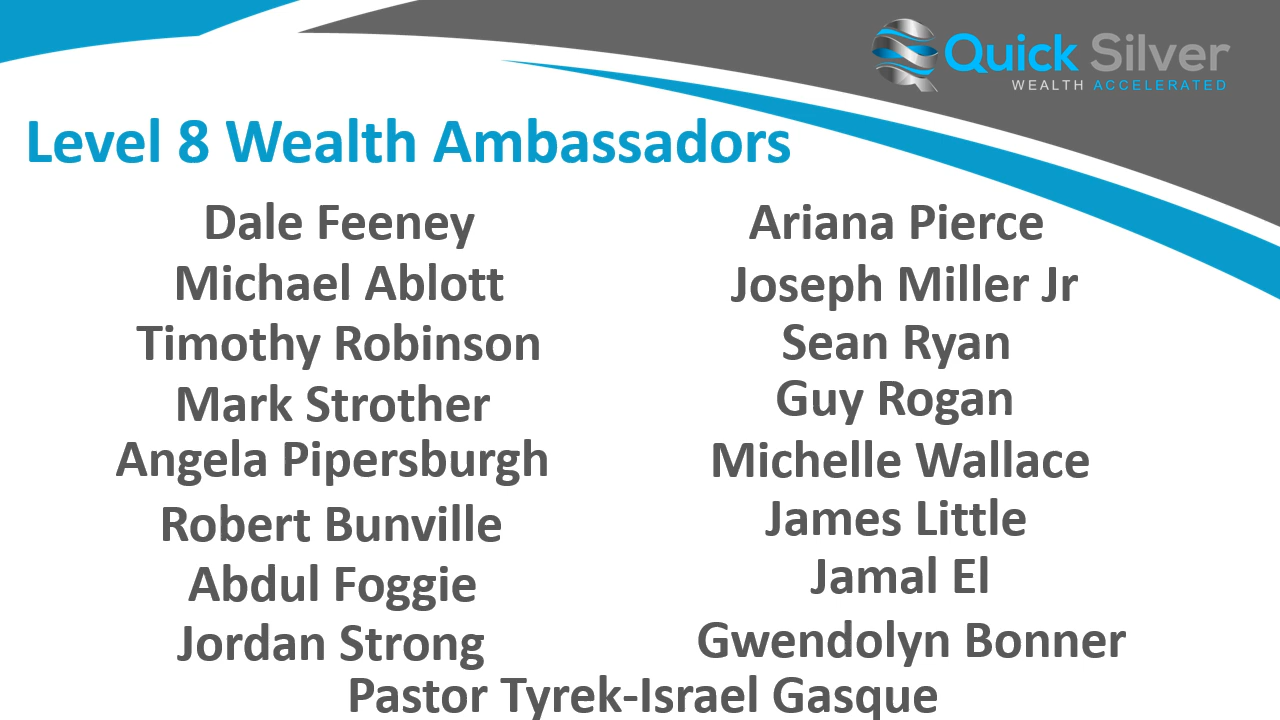 Quick Silver
WEALTH ACCELERATED
Level 8 Wealth Ambassadors
Dale Feeney
Michael Ablott
Timothy Robinson
Mark Strother
Angela Pipersburgh
Robert Bunville
Abdul Foggie
Jordan Strong
Ariana Pierce
Joseph Miller Jr
Sean Ryan
Guy Rogan
Michelle Wallace
James Little
Jamal El
Gwendolyn Bonner
Pastor Tyrek-Israel Gasque